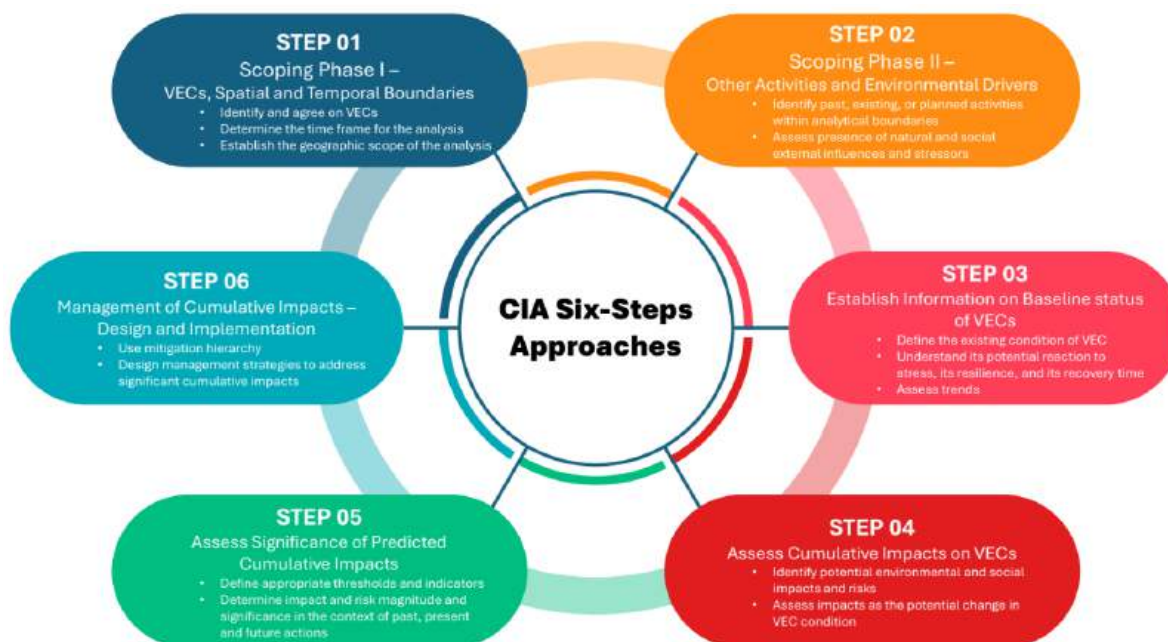 STEP 01
Scoping Phase I –
VECs, Spatial and Temporal Boundaries
• Identify and agree on VECs
• Determine the time frame for the analysis
• Establish the geographic scope of the analysis
STEP 02
Scoping Phase II –
Other Activities and Environmental Drivers
• Identify past, existing, or planned activities
within analytical boundaries
• Assess presence of natural and social
external influences and stressors
STEP 03
Establish Information on Baseline status
of VECs
• Define the existing condition of VEC
• Understand its potential reaction to
stress, its resilience, and its recovery time
• Assess trends
STEP 04
Assess Cumulative Impacts on VECs
• Identify potential environmental and social
impacts and risks
• Assess impacts as the potential change in
VEC condition
STEP 05
Assess Significance of Predicted
Cumulative Impacts
• Define appropriate thresholds and indicators
• Determine impact and risk magnitude and
significance in the context of past, present
and future actions
STEP 06
Management of Cumulative Impacts –
Design and Implementation
• Use mitigation hierarchy
• Design management strategies to address
significant cumulative impacts
CIA Six-Steps
Approaches